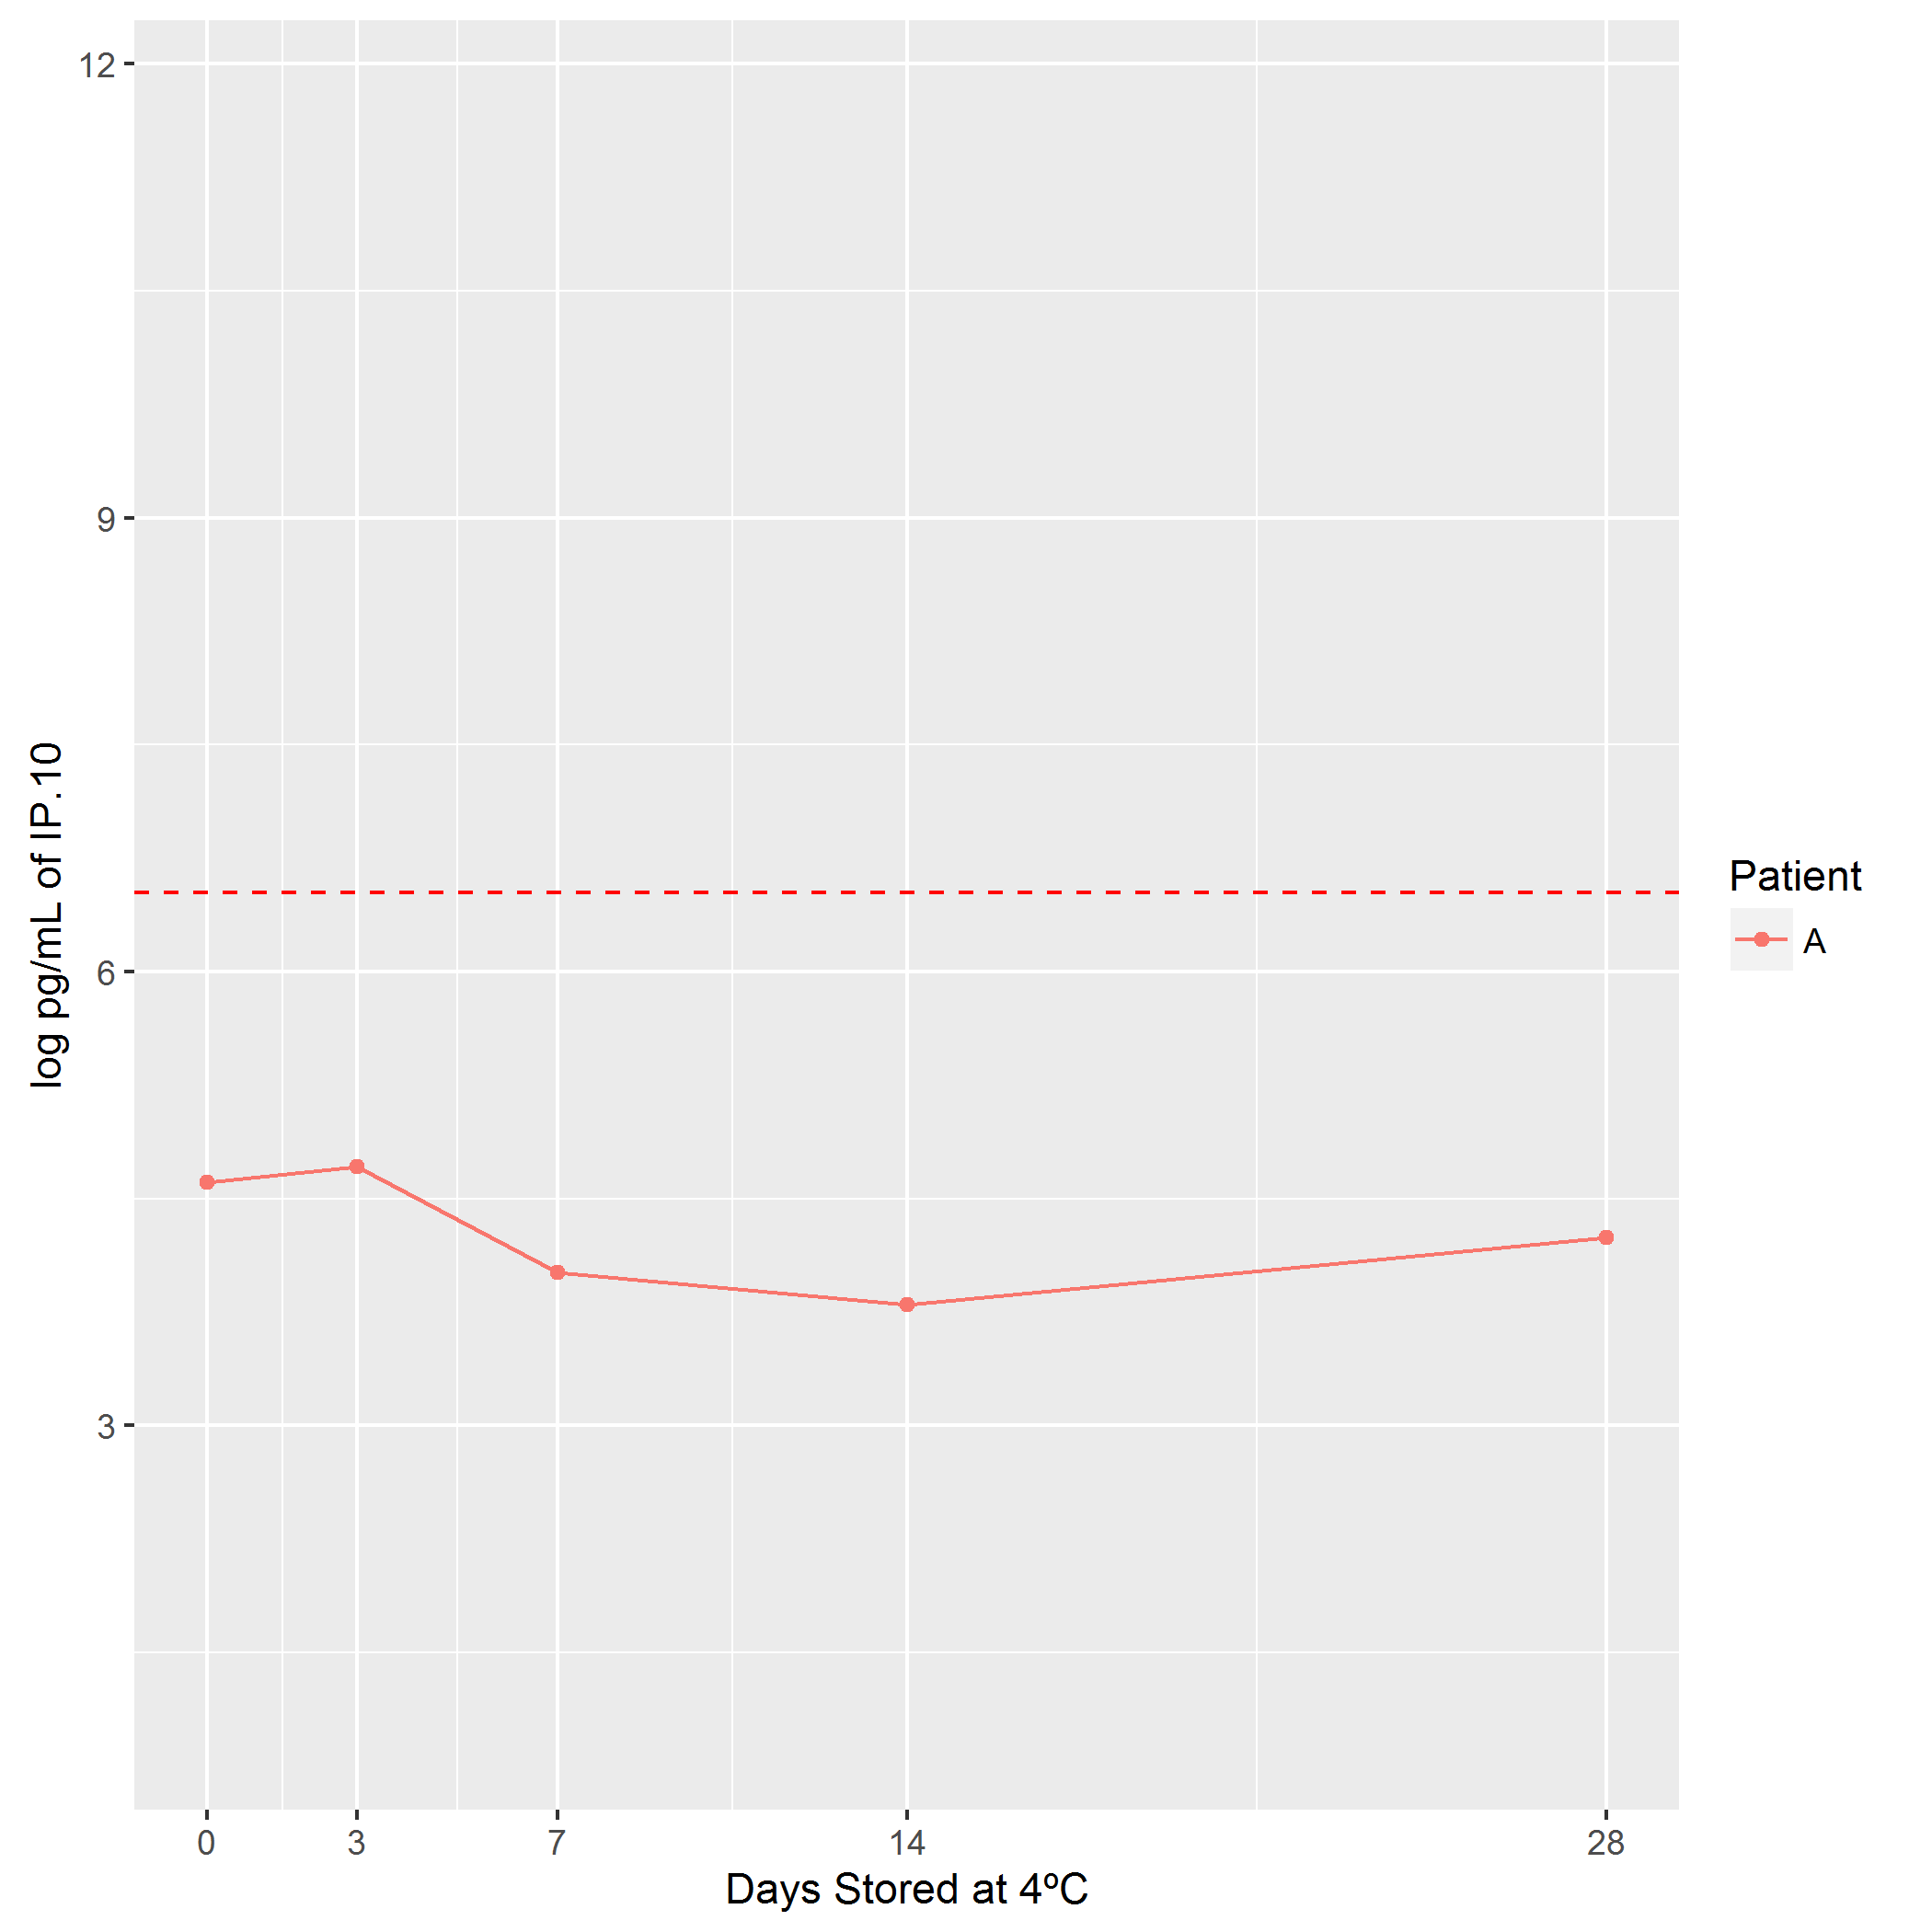 12
9
6
3
log pg/mL of IP.10
0 3 7 14 28
Days Stored at 4ºC
Patient
A